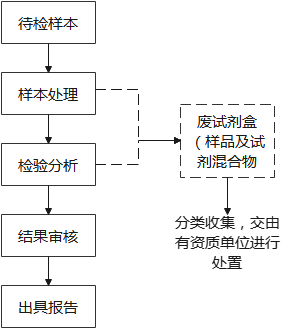 待检样本
样本处理
检验分析
结果审核
出具报告
废试剂盒
（样品及试
剂混合物
分类收集，交由
有资质单位进行
处置